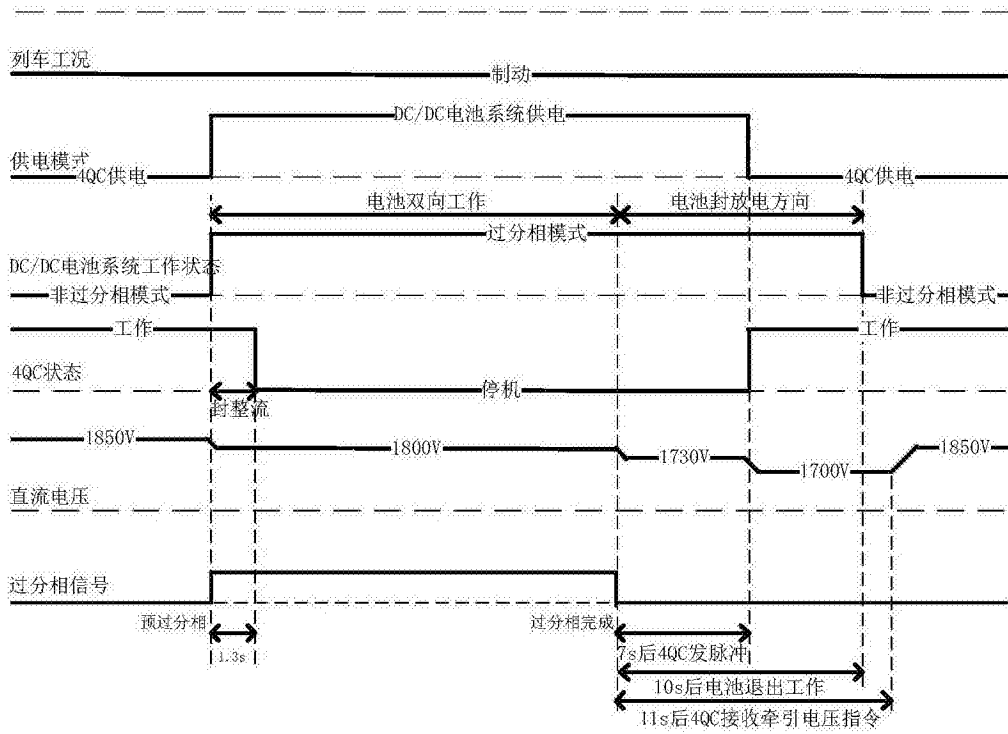 列车工况
制动
DC/DC电池系统供电
供电模式
4QC供电
4QC供电
电池双向工作
电池封放电方向
过分相模式
DC/DC电池系统工作状态
非过分相模式
非过分相模式
工作
工作
4QC状态
停机
封整流
1850V
1800V
1730V
1700V
1850V
直流电压
过分相信号
预过分相
过分相完成
1.3s
7s后4QC发脉冲
10s后电池退出工作
11s后4QC接收牵引电压指令